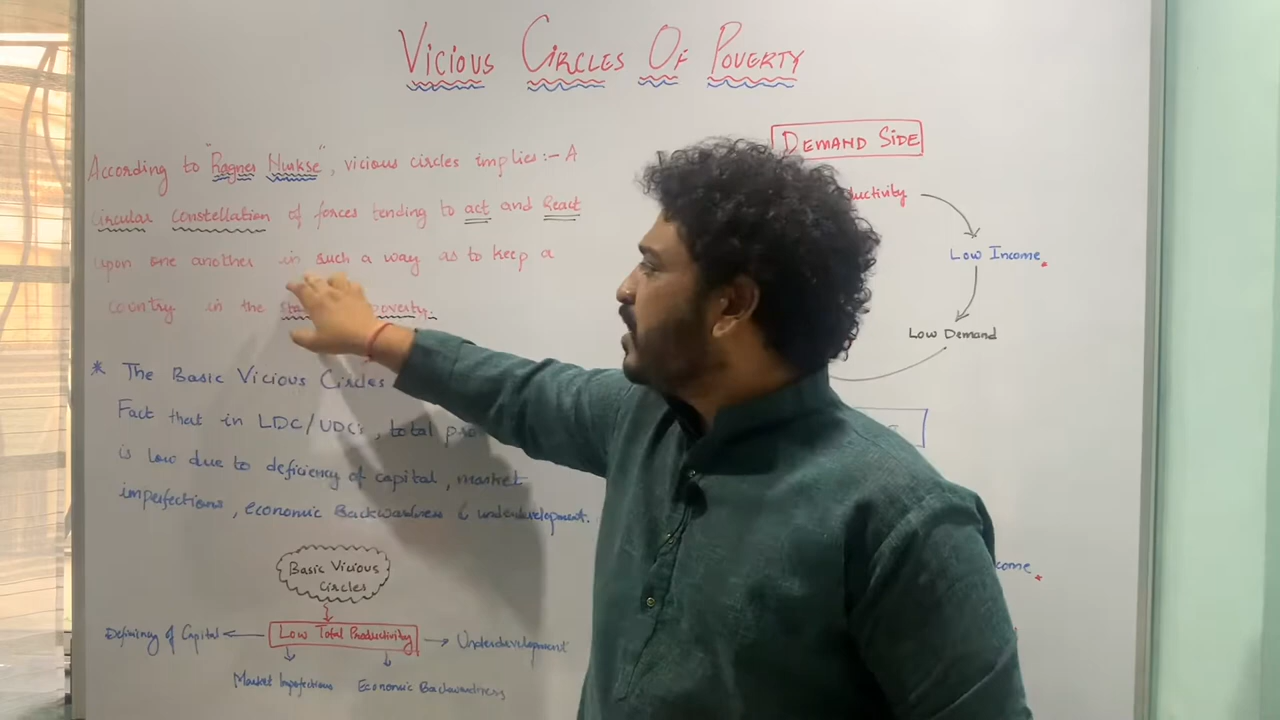 Vicious Circles Of Poverty
According to "Ragnes Nurkse", vicious circles implies:- A
circular constellation of forces tending to act and React
upon one another in such a way as to keep a
country in the poverty.
* The Basic Vicious Circles
Fact that in LDC/UDC's, total
is low due to deficiency of capital, market
imperfections, economic Backwardness & underdevelopment.
Basic Vicious
Circles
Low Total Productivity
Deficiency of Capital
Underdevelopment
Market Imperfections
Economic Backwardness
Demand Side
Low Income.
Low Demand